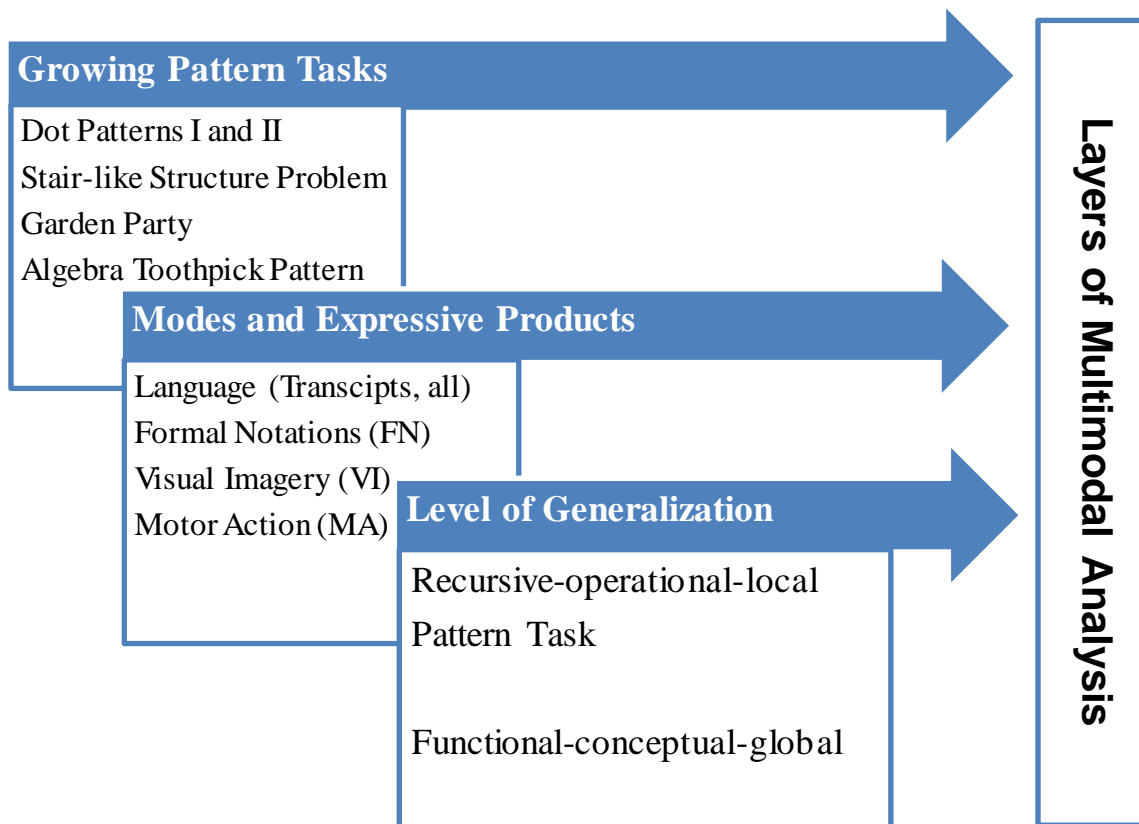 Growing Pattern Tasks
Dot Patterns I and II
Stair-like Structure Problem
Garden Party
Algebra Toothpick Pattern
Modes and Expressive Products
Language (Transcipts, all)
Formal Notations (FN)
Visual Imagery (VI)
Motor Action (MA)
Level of Generalization
Recursive-operational-local
Pattern Task
Functional-conceptual-global
Layers of Multimodal Analysis